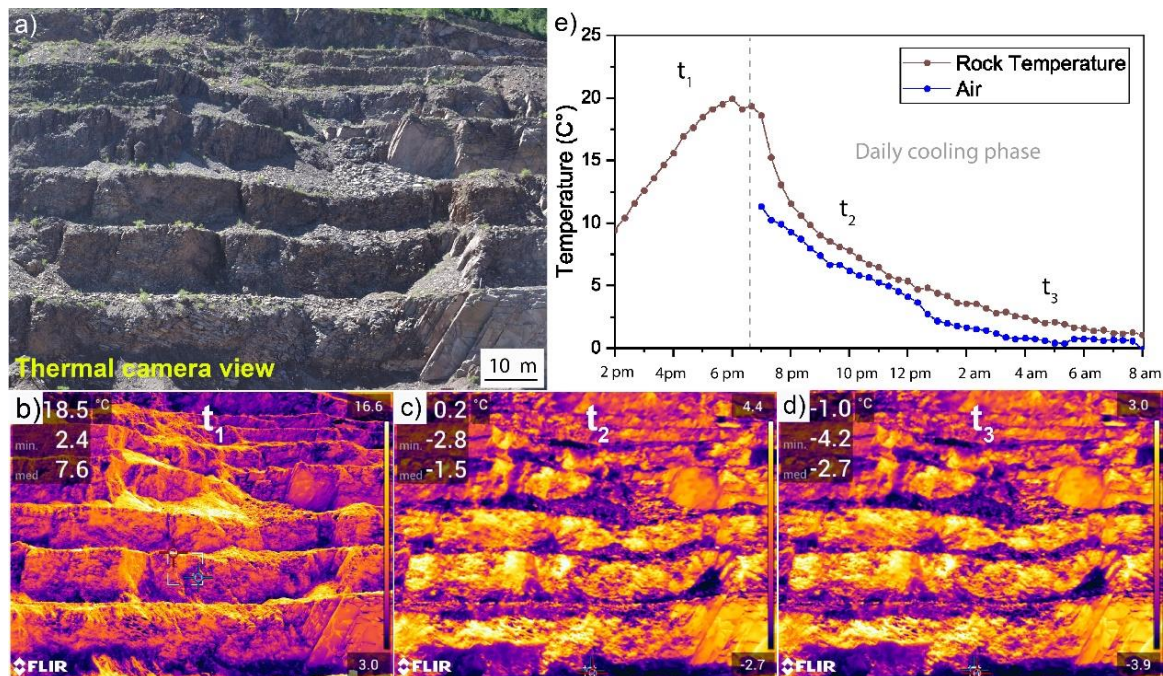 a)
Thermal camera view
10 m
e)
Temperature (C°)
25
20
15
10
5
0
t1
t2
t3
Rock Temperature
Air
Daily cooling phase
2 pm 4 pm 6 pm 8 pm 10 pm 12 pm 2 am 4 am 6 am 8 am
b)
18.5 °C
min. 2.4
med 7.6
t1
16.6
3.0
FLIR
c)
0.2 °C
min. -2.8
med -1.5
t2
4.4
-2.7
FLIR
d)
-1.0 °C
min. -4.2
med -2.7
t3
3.0
-3.9
FLIR